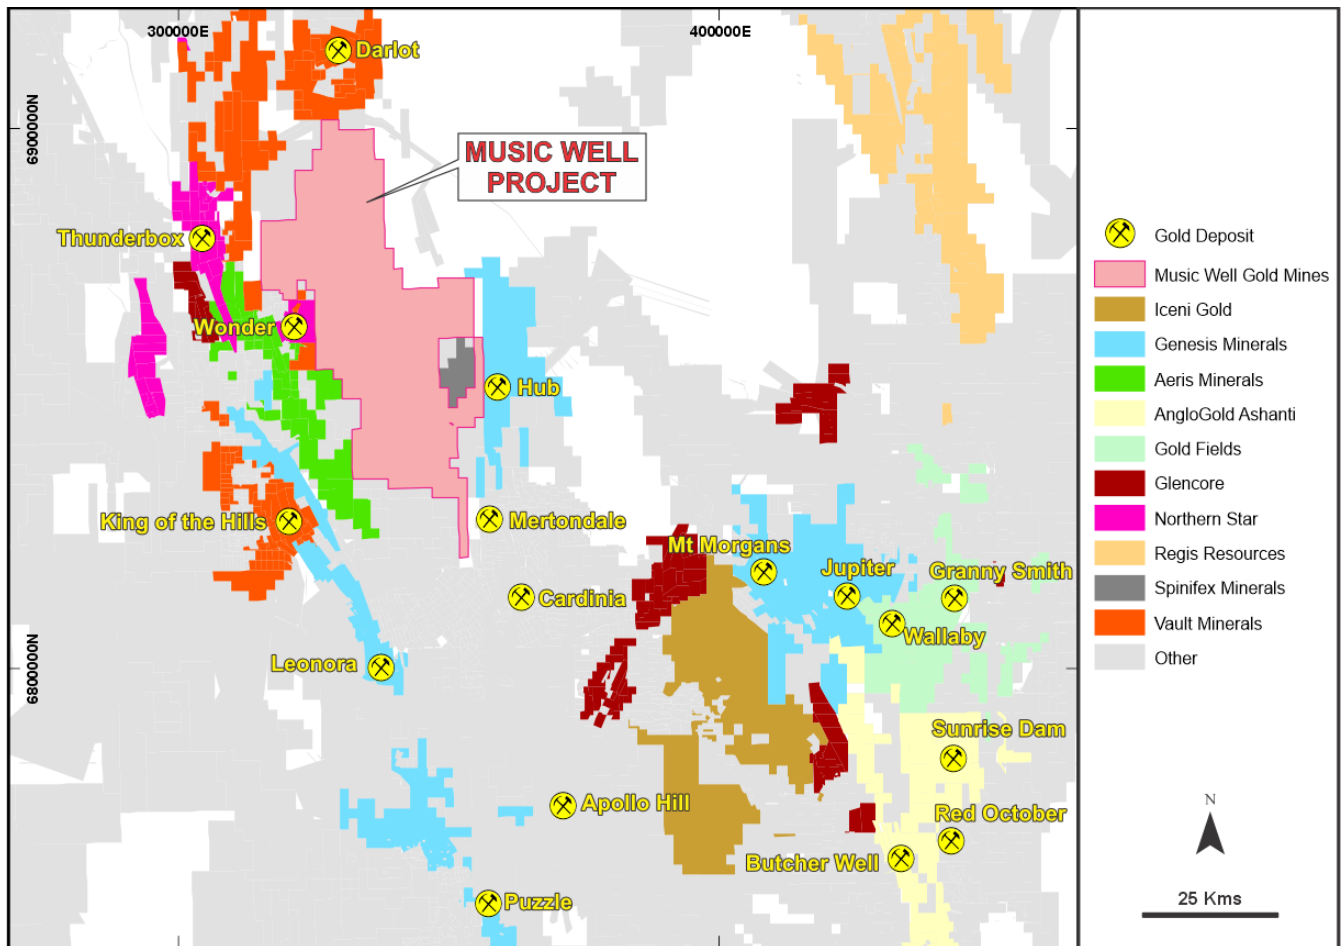 300000E
400000E
Darlot
6900000N
MUSIC WELL
PROJECT
Thunderbox
Wonder
Hub
King of the Hills
Mertondale
Mt Morgans
Jupiter
Granny Smith
Cardinia
Wallaby
Leonora
6800000N
Sunrise Dam
Apollo Hill
Red October
Butcher Well
Puzzle
Gold Deposit
Music Well Gold Mines
Iceni Gold
Genesis Minerals
Aeris Minerals
AngloGold Ashanti
Gold Fields
Glencore
Northern Star
Regis Resources
Spinifex Minerals
Vault Minerals
Other
N
25 Kms